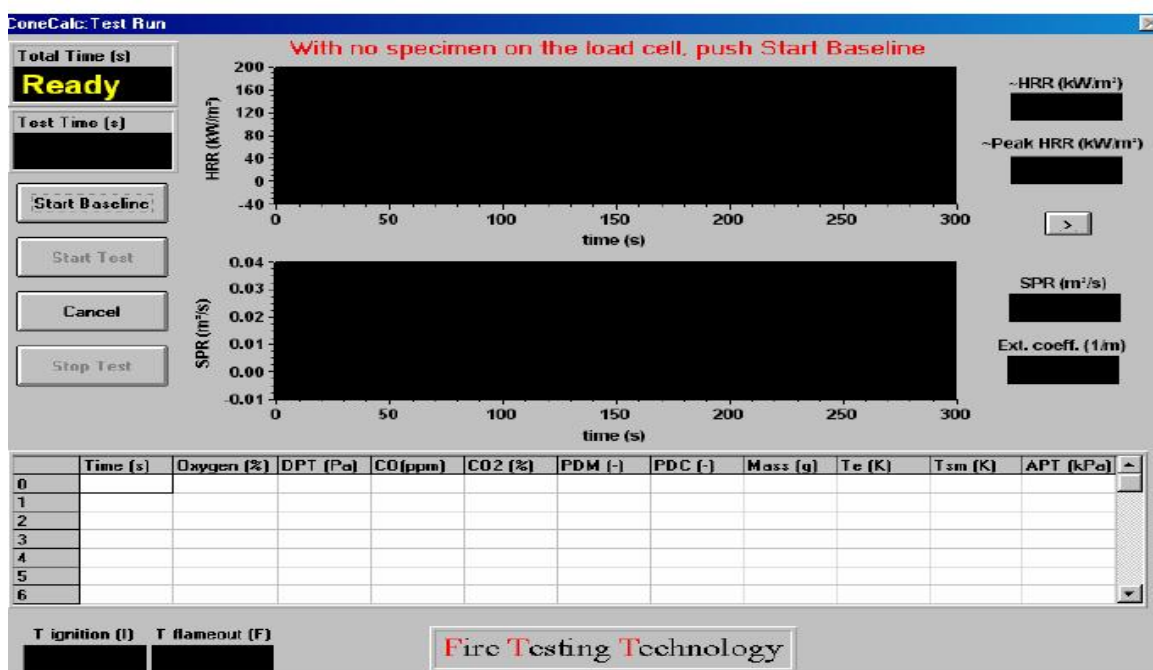 ConeCalc: Test Run
With no specimen on the load cell, push Start Baseline
Total Time (s)
Ready
Test Time (s)
Start Baseline
Start Test
Cancel
Stop Test
HRR (kW/m²)
200
160
120
80
40
0
-40
0 50 100 150 200 250 300
time (s)
SPR (m²/s)
0.04
0.03
0.02
0.01
0.00
-0.01
0 50 100 150 200 250 300
time (s)
~HRR (kW/m²)
~Peak HRR (kW/m²)
>
SPR (m²/s)
Ext. coeff. (1/m)
Time (s) Oxygen (%) DPT (Pa) CO(ppm) CO2 (%) PDM (-) PDC (-) Mass (g) Te (K) Tsm (K) APT (kPa)
0
1
2
3
4
5
6
T ignition (I) T flameout (F)
Fire Testing Technology